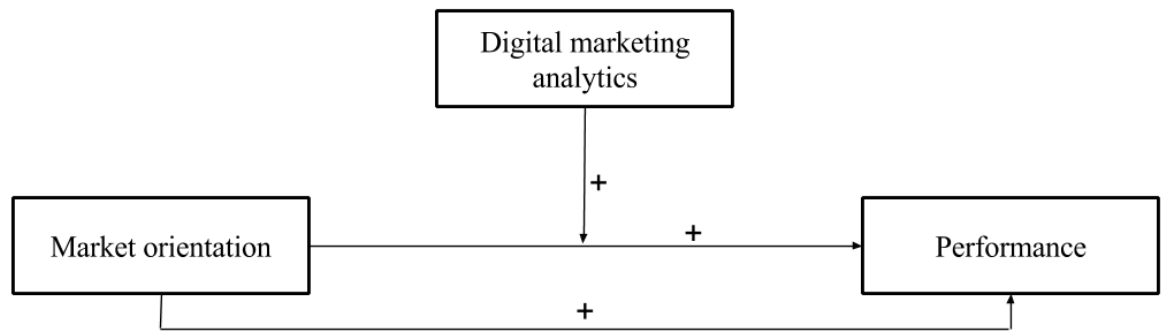 Digital marketing
analytics
+
Market orientation
+
Performance
+